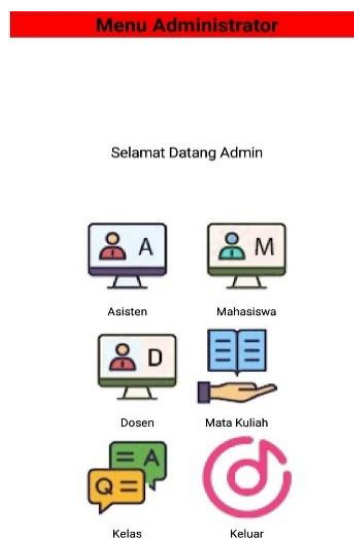 Menu Administrator
Selamat Datang Admin
A
M
Asisten
Mahasiswa
D
Dosen
Mata Kuliah
A
Q
Kelas
Keluar